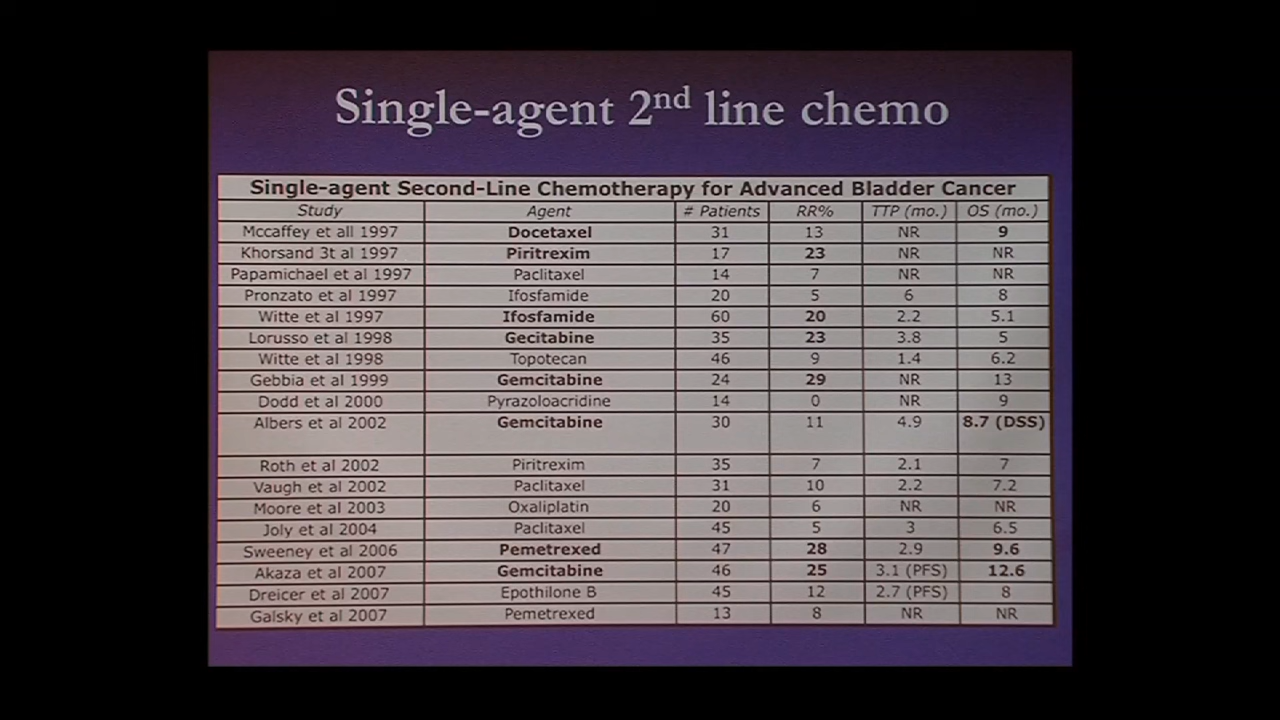 Single-agent 2nd line chemo
Single-agent Second-Line Chemotherapy for Advanced Bladder Cancer
Study Agent # Patients RR% TTP (mo.) OS (mo.)
Mccaffey et all 1997 Docetaxel 31 13 NR 9
Khorsand 3t al 1997 Piritrexim 17 23 NR NR
Papamichael et al 1997 Paclitaxel 14 7 NR NR
Pronzato et al 1997 Ifosfamide 20 5 6 8
Witte et al 1997 Ifosfamide 60 20 2.2 5.1
Lorusso et al 1998 Gecitabine 35 23 3.8 5
Witte et al 1998 Topotecan 46 9 1.4 6.2
Gebbia et al 1999 Gemcitabine 24 29 NR 13
Dodd et al 2000 Pyrazoloacridine 14 0 NR 9
Albers et al 2002 Gemcitabine 30 11 4.9 8.7 (DSS)
Roth et al 2002 Piritrexim 35 7 2.1 7
Vaugh et al 2002 Paclitaxel 31 10 2.2 7.2
Moore et al 2003 Oxaliplatin 20 6 NR NR
Joly et al 2004 Paclitaxel 45 5 3 6.5
Sweeney et al 2006 Pemetrexed 47 28 2.9 9.6
Akaza et al 2007 Gemcitabine 46 25 3.1 (PFS) 12.6
Dreicer et al 2007 Epothilone B 45 12 2.7 (PFS) 8
Galsky et al 2007 Pemetrexed 13 8 NR NR